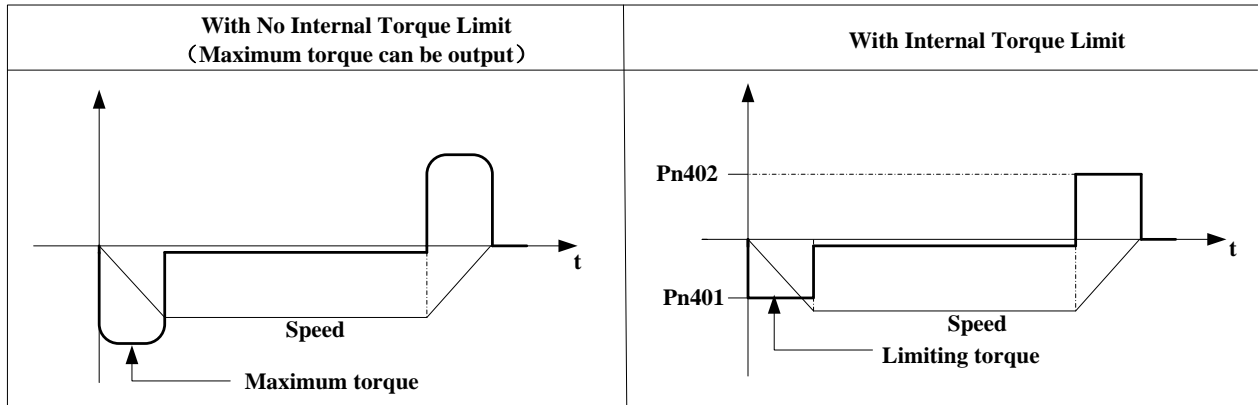 With No Internal Torque Limit
（Maximum torque can be output）
With Internal Torque Limit
t
Speed
Maximum torque
Pn402
t
Pn401
Speed
Limiting torque